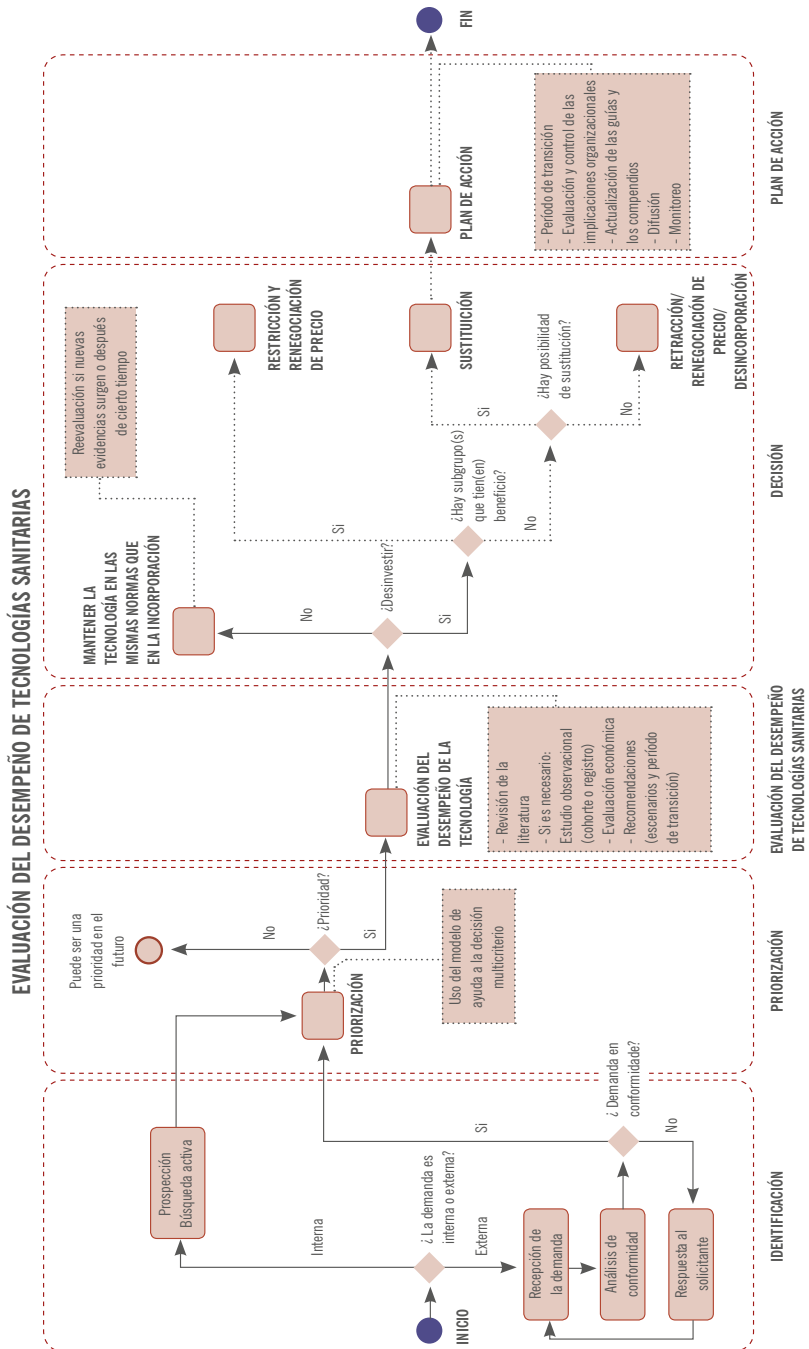 EVALUACIÓN DEL DESEMPEÑO DE TECNOLOGÍAS SANITARIAS
INICIO
¿ La demanda es
interna o externa?
Interna
Externa
Prospección
Búsqueda activa
Recepción de
la demanda
Análisis de
conformidad
Respuesta al
solicitante
¿ Demanda en
conformidade?
Si
No
IDENTIFICACIÓN
PRIORIZACIÓN
Uso del modelo de
ayuda a la decisión
multicriterio
¿Prioridad?
No
Si
Puede ser una
prioridad en el
futuro
PRIORIZACIÓN
EVALUACIÓN DEL
DESEMPEÑO DE LA
TECNOLOGÍA
- Revisión de la
literatura
- Si es necesario:
Estudio observacional
(cohorte o registro)
- Evaluación económica
- Recomendaciones
(escenarios y período
de transición)
EVALUACIÓN DEL DESEMPEÑO
DE TECNOLOGÍAS SANITARIAS
¿Desinvestir?
No
Si
MANTENER LA
TECNOLOGÍA EN LAS
MISMAS NORMAS QUE
EN LA INCORPORACIÓN
Reevaluación si nuevas
evidencias surgen o después
de cierto tiempo
¿Hay subgrupo(s)
que tien(en)
beneficio?
Si
No
RESTRICCIÓN Y
RENEGOCIACIÓN
DE PRECIO
¿Hay posibilidad
de sustitución?
Si
No
SUSTITUICIÓN
RETRACCIÓN/
RENEGOCIACIÓN DE
PRECIO/
DESINCORPORACIÓN
DECISIÓN
PLAN DE ACCIÓN
- Período de transición
- Evaluación y control de las
implicaciones organizacionales
- Actualización de las guías y
los compendios
- Difusión
- Monitoreo
PLAN DE ACCIÓN
FIN